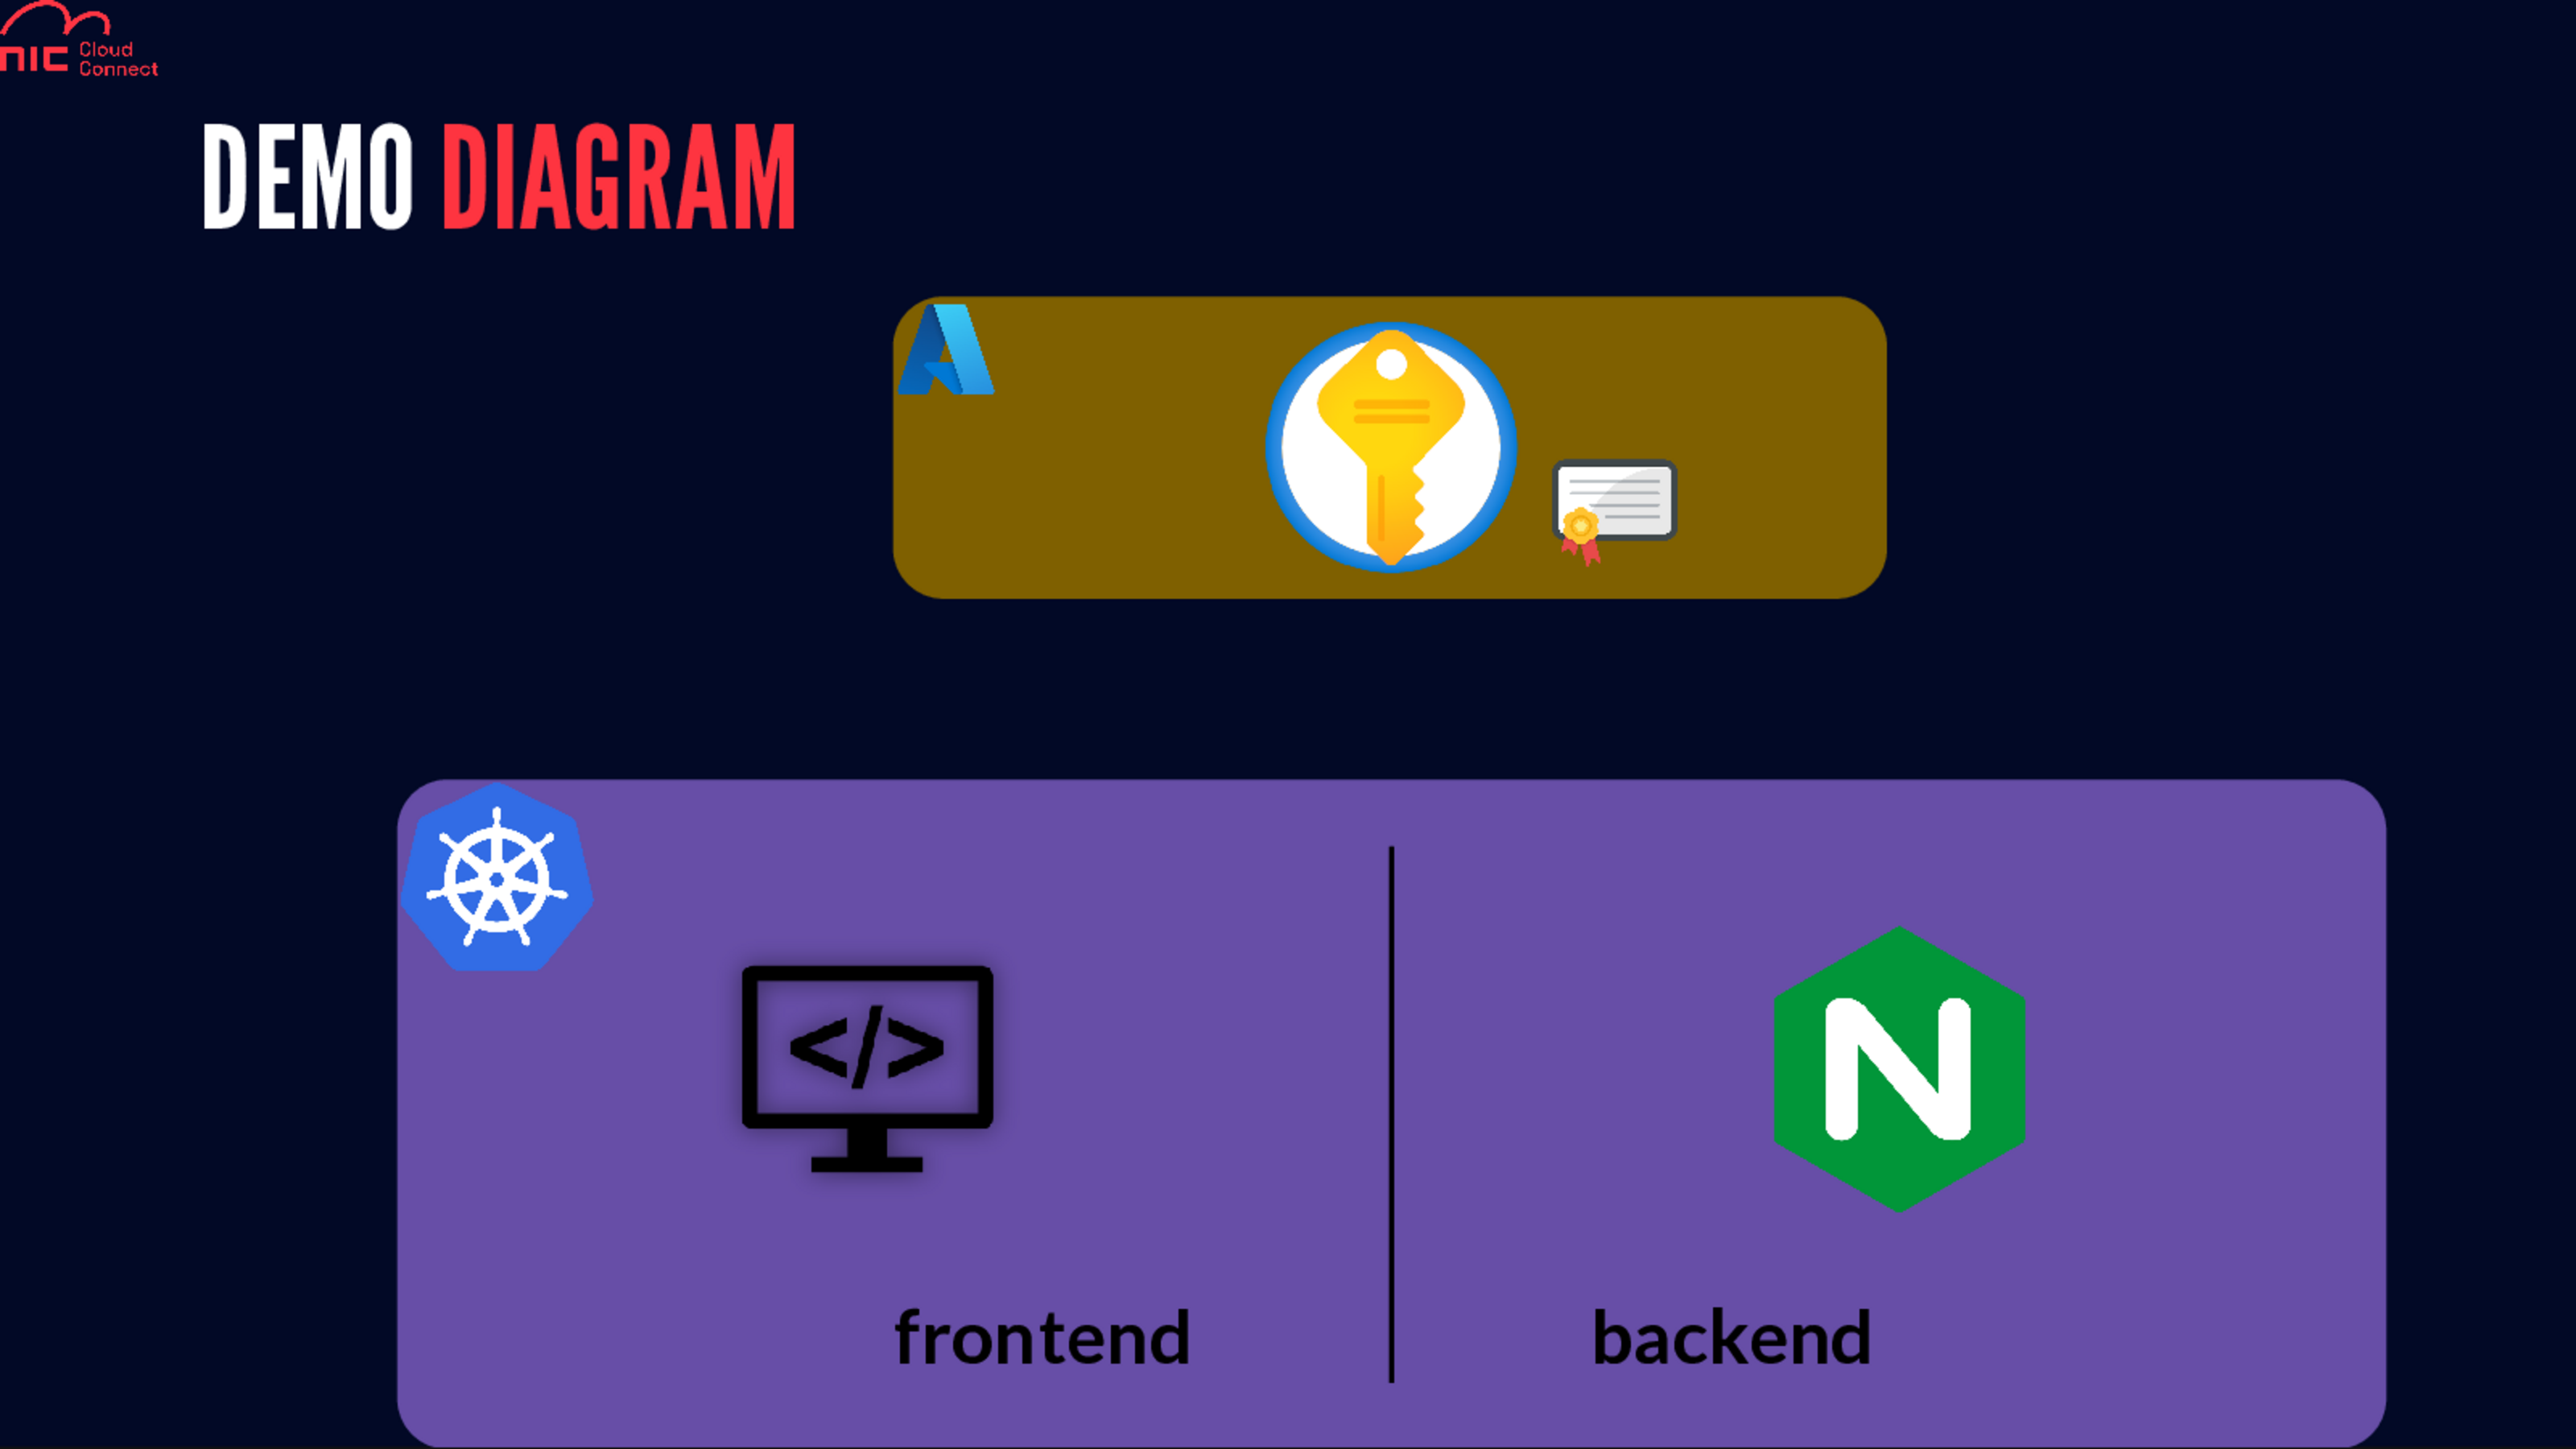 nic Cloud
Connect
DEMO DIAGRAM
</>
N
frontend
backend